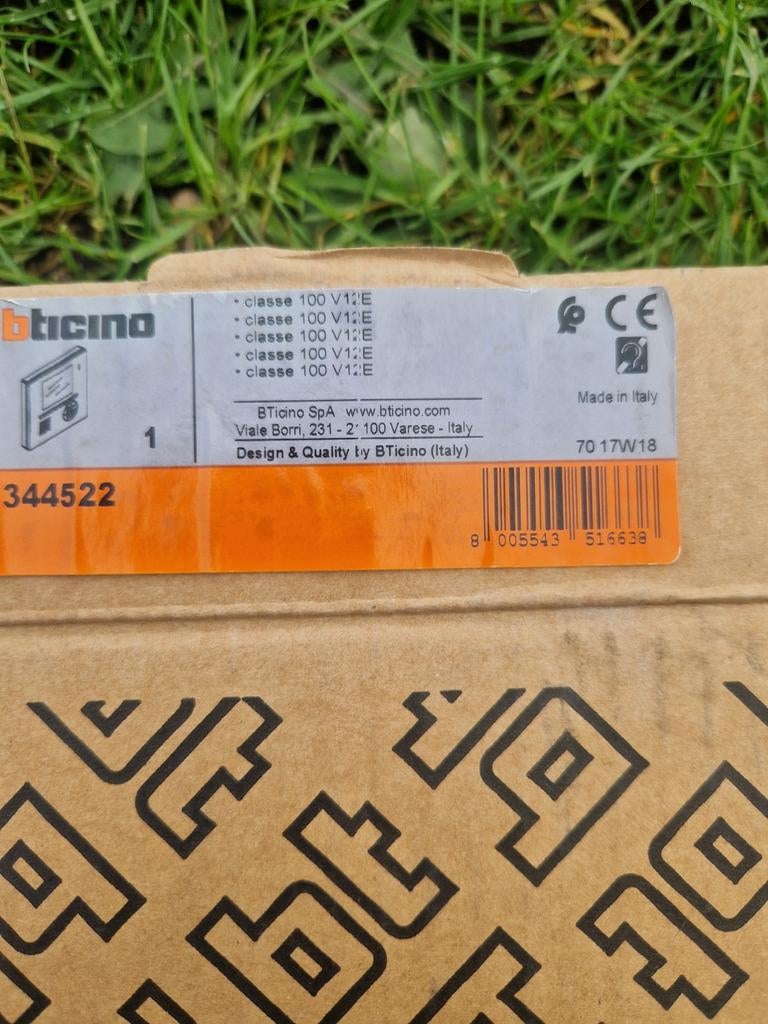 bticino
• classe 100 V12E
• classe 100 V12E
• classe 100 V12E
• classe 100 V12E
• classe 100 V12E
1
BTicino SpA www.bticino.com
Viale Borri, 231 - 21100 Varese - Italy
Design & Quality by BTicino (Italy)
CE
Made in Italy
70 17W18
344522
8 005543 516638